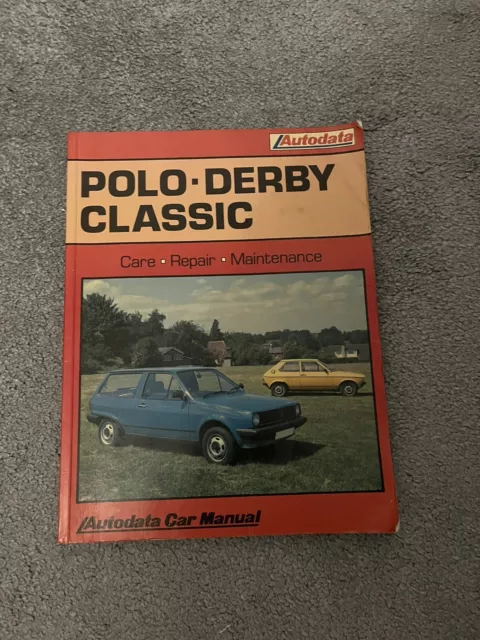 Autodata
POLO · DERBY
CLASSIC
Care · Repair · Maintenance
Autodata Car Manual